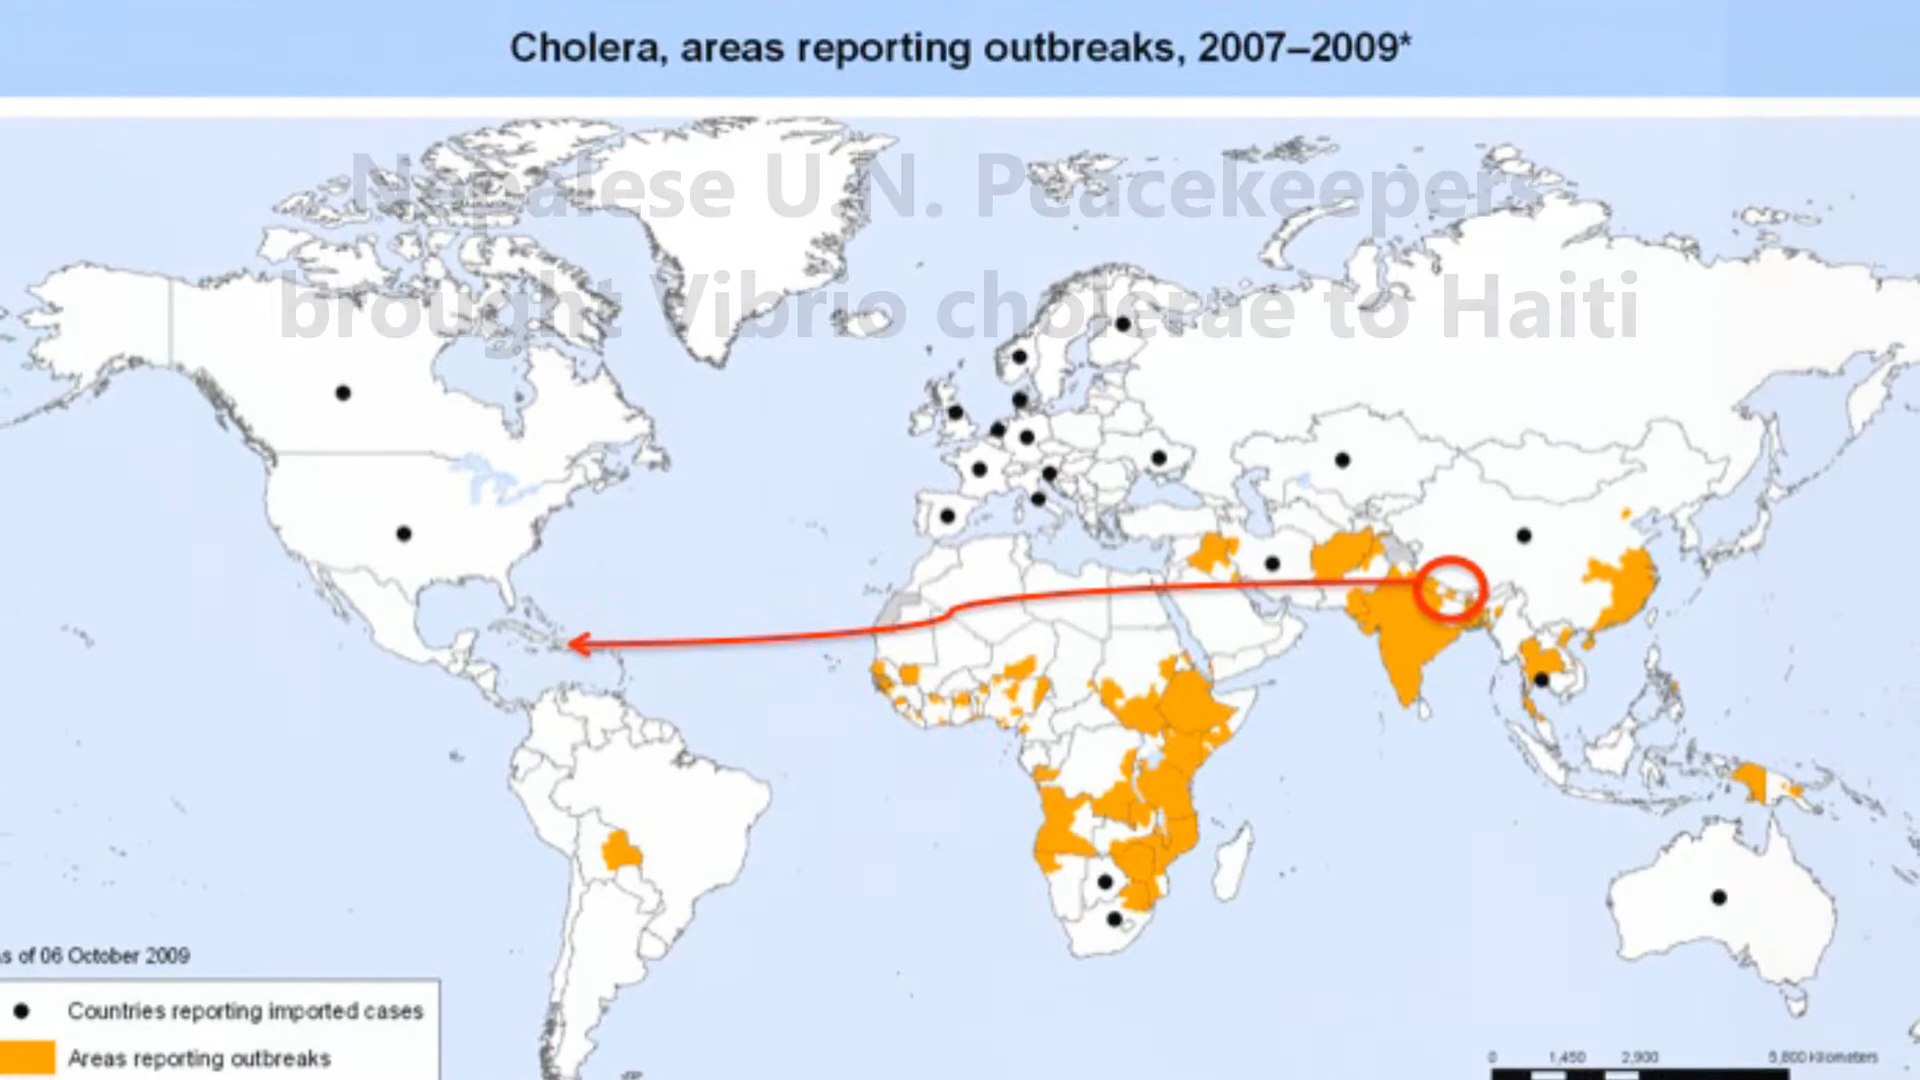 Cholera, areas reporting outbreaks, 2007–2009*
Nepalese U.N. Peacekeepers
brought Vibrio cholerae to Haiti
s of 06 October 2009
Countries reporting imported cases
Areas reporting outbreaks
0 1,450 2,900 5,800 Kilometers